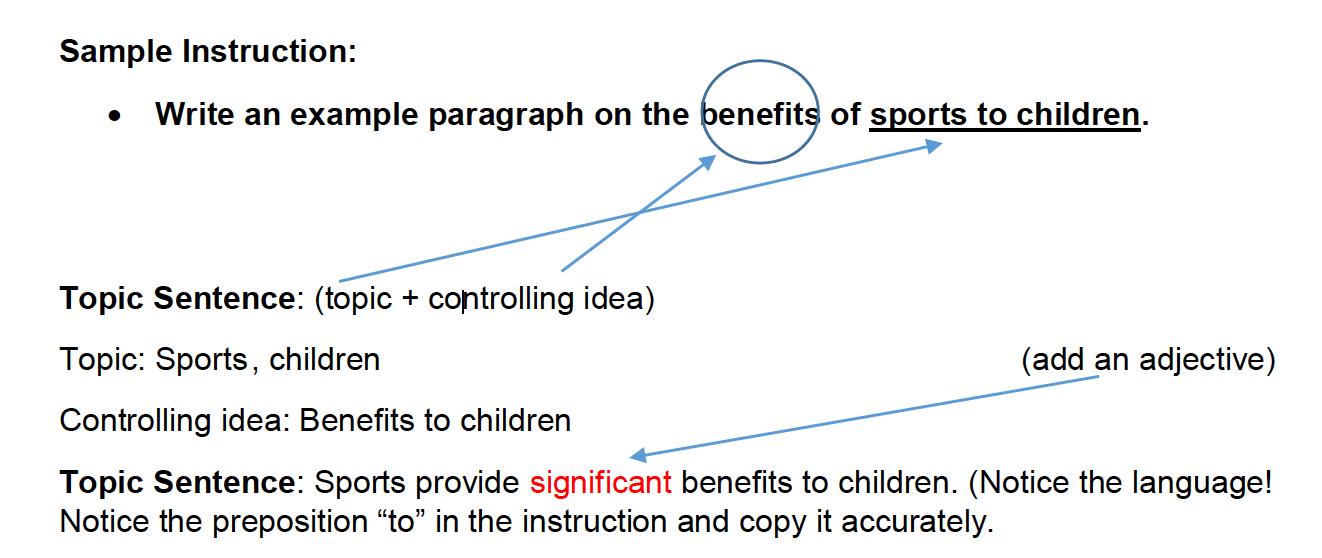 Sample Instruction:
• Write an example paragraph on the benefits of sports to children.
Topic Sentence: (topic + controlling idea)
Topic: Sports, children (add an adjective)
Controlling idea: Benefits to children
Topic Sentence: Sports provide significant benefits to children. (Notice the language!
Notice the preposition “to” in the instruction and copy it accurately.